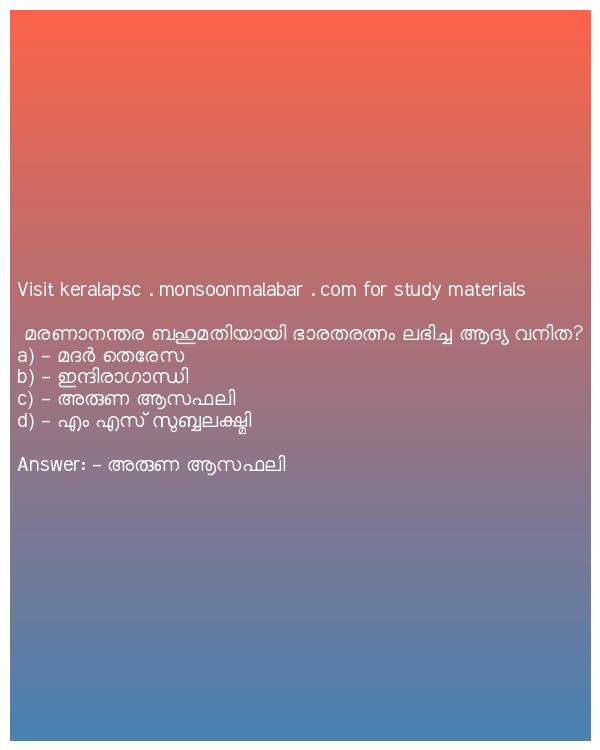 Visit keralapsc . monsoonmalabar . com for study materials
മരണാനന്തര ബഹുമതിയായി ഭാരതരത്നം ലഭിച്ച ആദ്യ വനിത?
a) - മദർ തെരേസ
b) - ഇന്ദിരാഗാന്ധി
c) - അരുണ ആസഫലി
d) - എം എസ് സുബ്ബലക്ഷ്മി
Answer: - അരുണ ആസഫലി